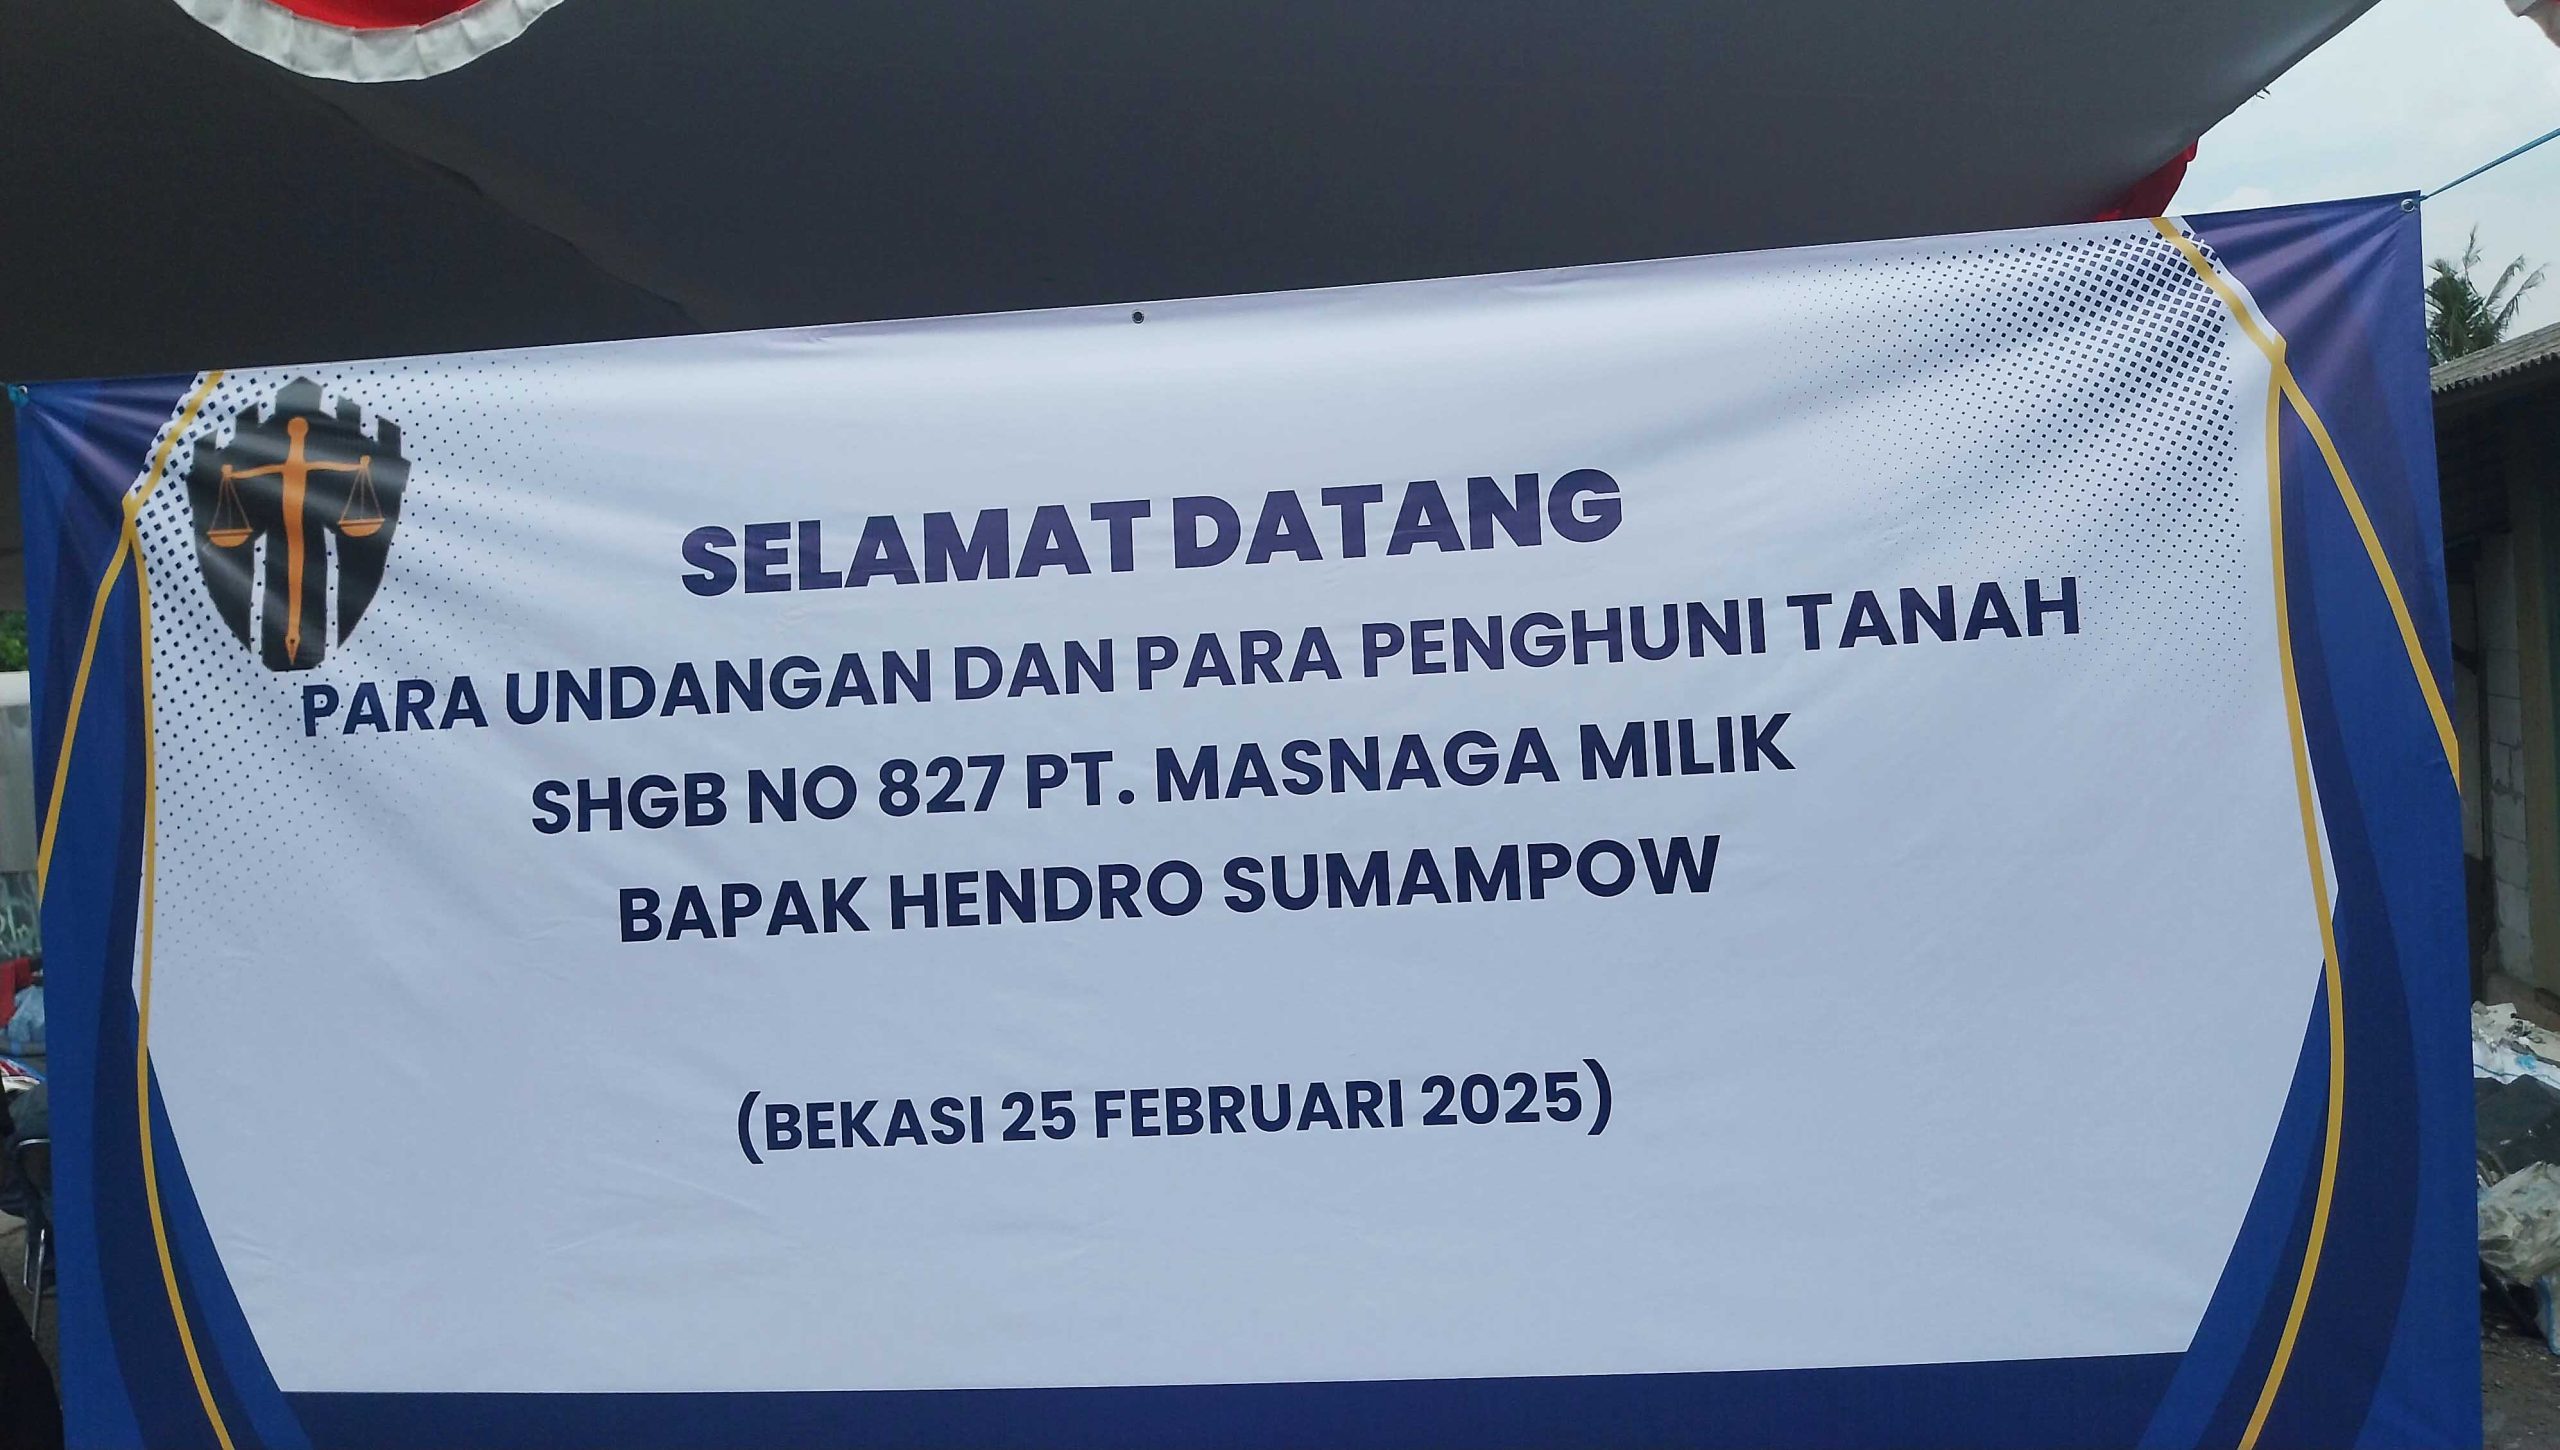 SELAMAT DATANG
PARA UNDANGAN DAN PARA PENGHUNI TANAH
SHGB NO 827 PT. MASNAGA MILIK
BAPAK HENDRO SUMAMPOW
(BEKASI 25 FEBRUARI 2025)